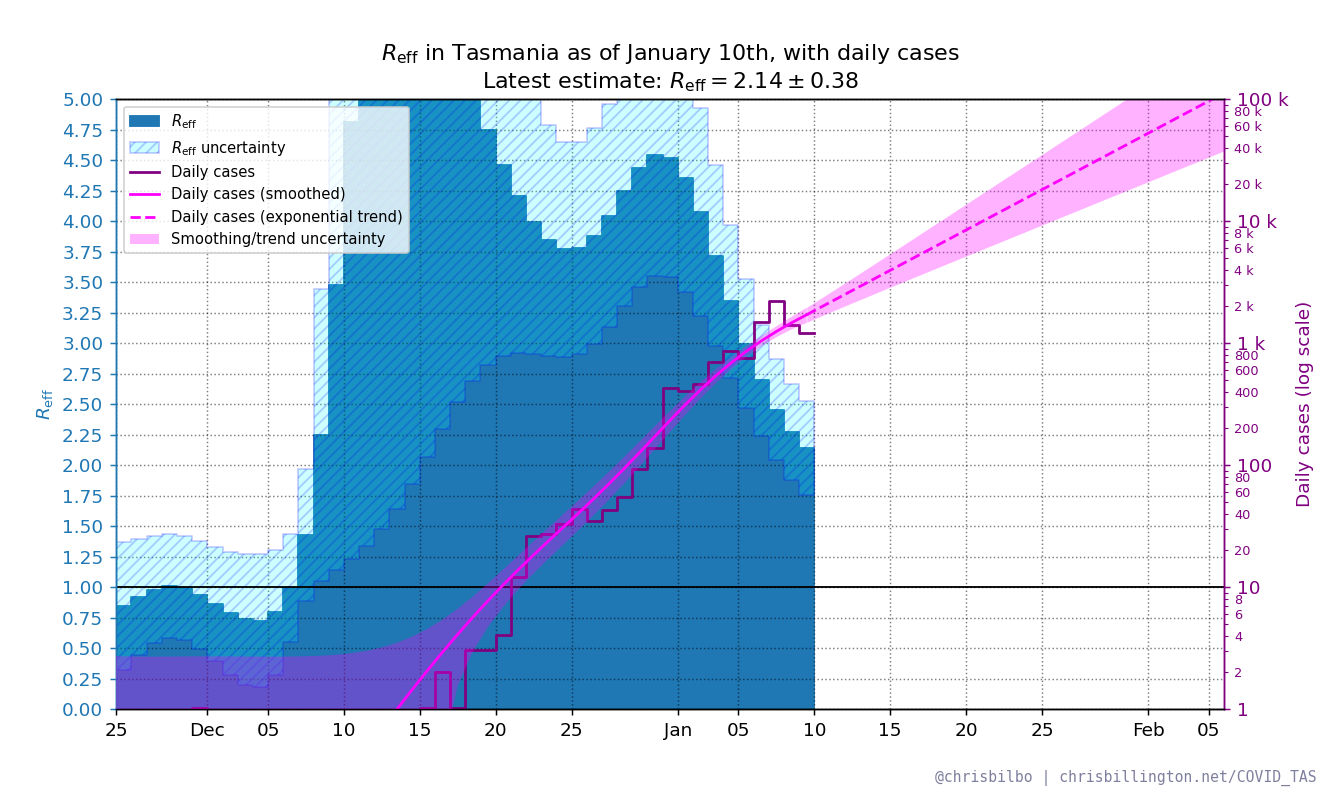 R_eff in Tasmania as of January 10th, with daily cases
Latest estimate: R_eff = 2.14 ± 0.38
R_eff
R_eff uncertainty
Daily cases
Daily cases (smoothed)
Daily cases (exponential trend)
Smoothing/trend uncertainty
5.00
4.75
4.50
4.25
4.00
3.75
3.50
3.25
3.00
2.75
2.50
2.25
2.00
1.75
1.50
1.25
1.00
0.75
0.50
0.25
0.00
R_eff
100 k
80 k
60 k
40 k
20 k
10 k
8 k
6 k
4 k
2 k
1 k
800
600
400
200
100
80
60
40
20
10
8
6
4
2
1
Daily cases (log scale)
25 Dec 05 10 15 20 25 Jan 05 10 15 20 25 Feb 05
@chrisbilbo | chrisbillington.net/COVID_TAS